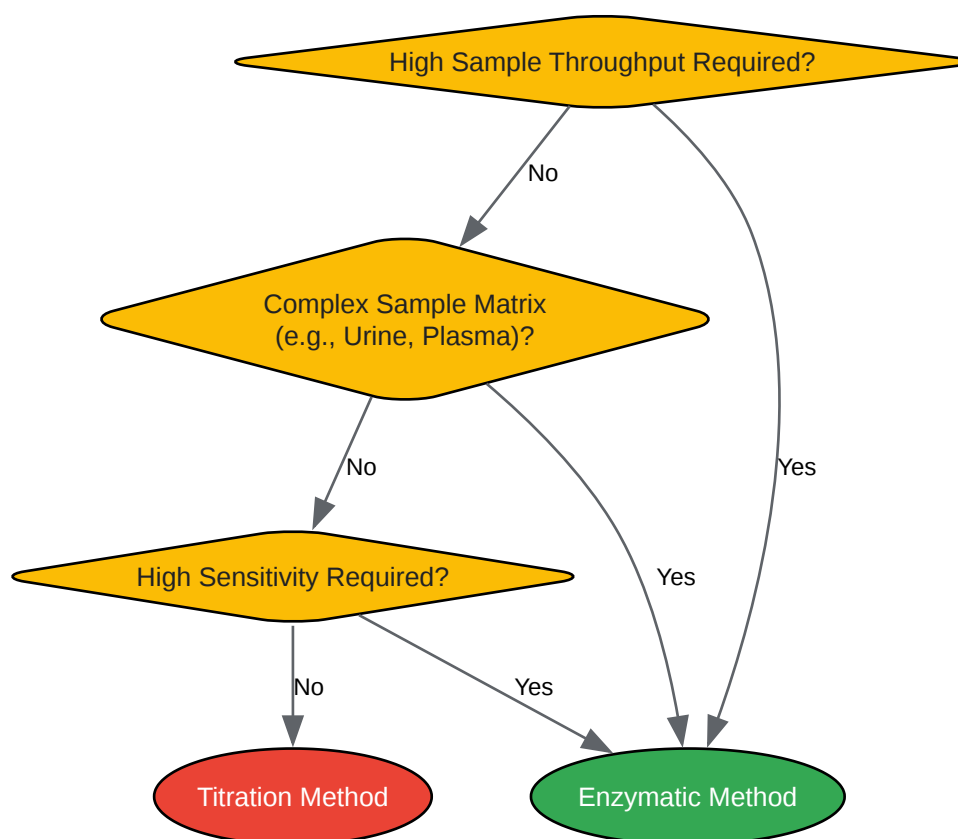 High Sample Throughput Required?
No
Complex Sample Matrix
(e.g., Urine, Plasma)?
No
Yes
High Sensitivity Required?
Yes
No
Yes
Titration Method
Enzymatic Method